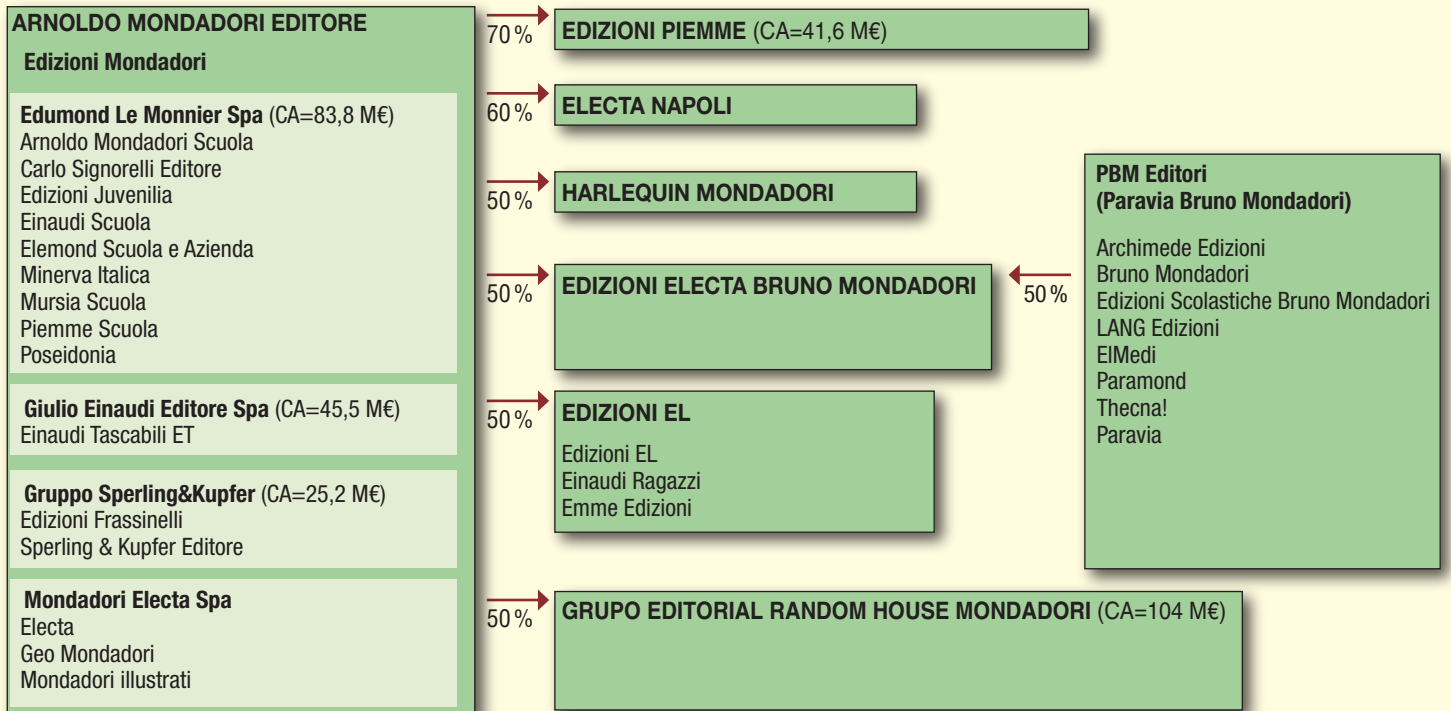 ARNOLDO MONDADORI EDITORE
Edizioni Mondadori
Edumond Le Monnier Spa (CA=83,8 M€)
Arnoldo Mondadori Scuola
Carlo Signorelli Editore
Edizioni Juvenilia
Einaudi Scuola
Elemond Scuola e Azienda
Minerva Italica
Mursia Scuola
Piemme Scuola
Poseidonia
Giulio Einaudi Editore Spa (CA=45,5 M€)
Einaudi Tascabili ET
Gruppo Sperling&Kupfer (CA=25,2 M€)
Edizioni Frassinelli
Sperling & Kupfer Editore
Mondadori Electa Spa
Electa
Geo Mondadori
Mondadori illustrati
70 %
EDIZIONI PIEMME (CA=41,6 M€)
60 %
ELECTA NAPOLI
50 %
HARLEQUIN MONDADORI
50 %
EDIZIONI ELECTA BRUNO MONDADORI
50 %
50 %
EDIZIONI EL
Edizioni EL
Einaudi Ragazzi
Emme Edizioni
50 %
GRUPO EDITORIAL RANDOM HOUSE MONDADORI (CA=104 M€)
PBM Editori
(Paravia Bruno Mondadori)
Archimede Edizioni
Bruno Mondadori
Edizioni Scolastiche Bruno Mondadori
LANG Edizioni
ElMedi
Paramond
Thecna!
Paravia